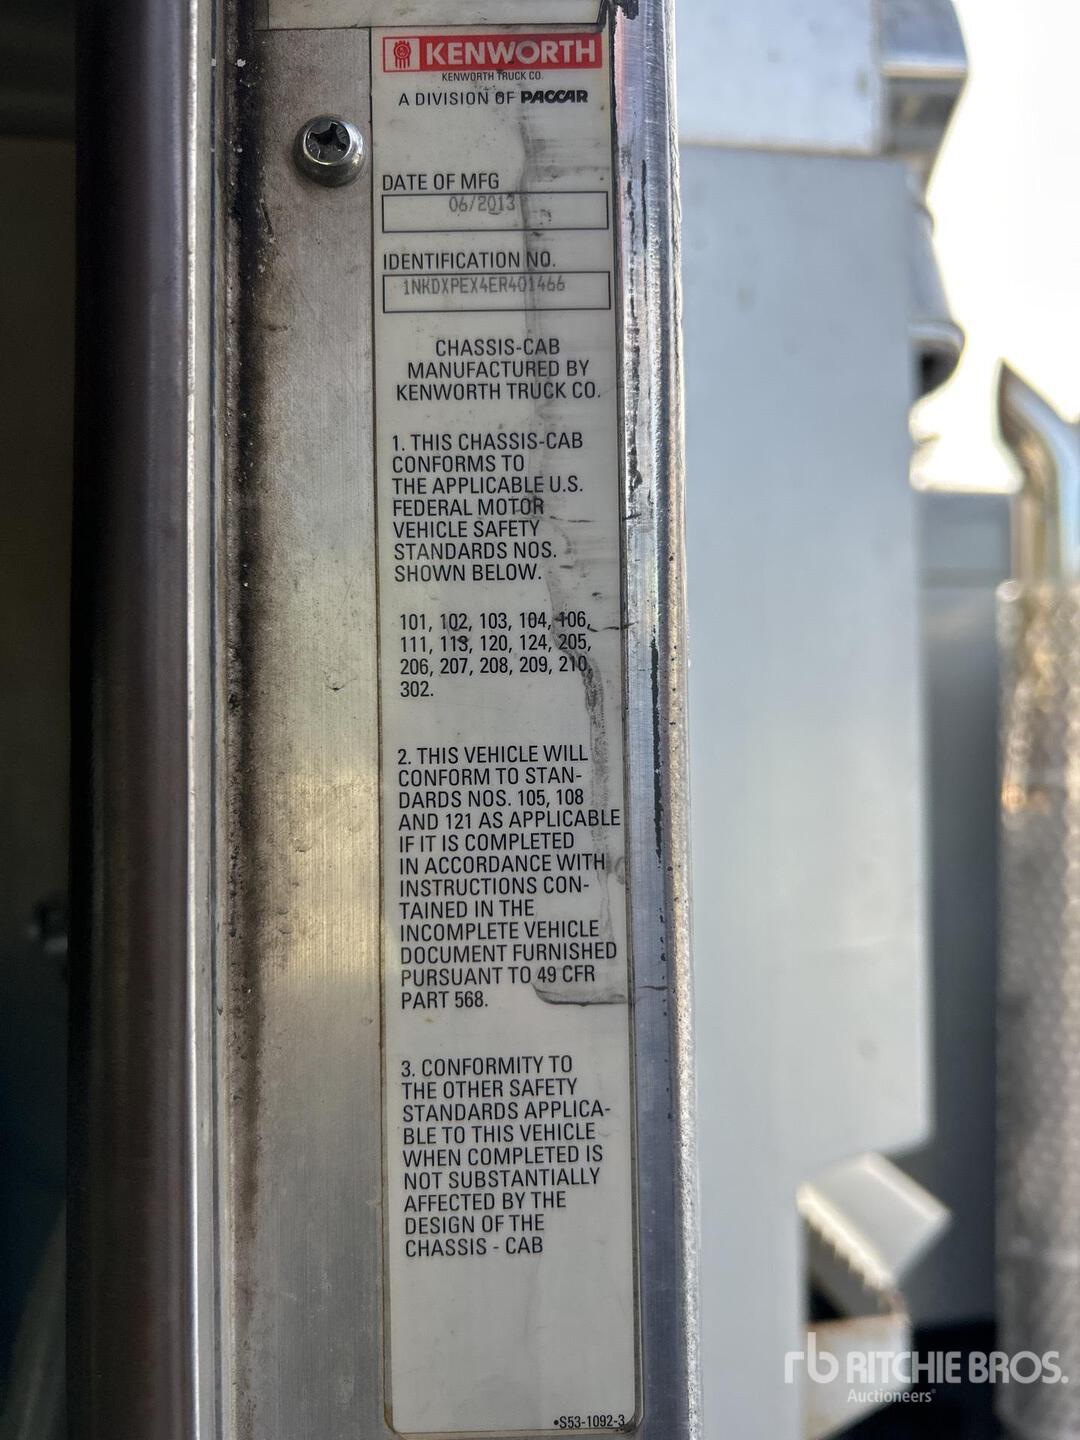 KENWORTH
KENWORTH TRUCK CO.
A DIVISION OF PACCAR
DATE OF MFG
06/2013
IDENTIFICATION NO.
1NKDXPEX4ER401466
CHASSIS-CAB
MANUFACTURED BY
KENWORTH TRUCK CO.
1. THIS CHASSIS-CAB
CONFORMS TO
THE APPLICABLE U.S.
FEDERAL MOTOR
VEHICLE SAFETY
STANDARDS NOS.
SHOWN BELOW.
101, 102, 103, 104, 106,
111, 113, 120, 124, 205,
206, 207, 208, 209, 210,
302.
2. THIS VEHICLE WILL
CONFORM TO STAN-
DARDS NOS. 105, 108
AND 121 AS APPLICABLE
IF IT IS COMPLETED
IN ACCORDANCE WITH
INSTRUCTIONS CON-
TAINED IN THE
INCOMPLETE VEHICLE
DOCUMENT FURNISHED
PURSUANT TO 49 CFR
PART 568.
3. CONFORMITY TO
THE OTHER SAFETY
STANDARDS APPLICA-
BLE TO THIS VEHICLE
WHEN COMPLETED IS
NOT SUBSTANTIALLY
AFFECTED BY THE
DESIGN OF THE
CHASSIS - CAB
•S53-1092-3
rb RITCHIE BROS.
Auctioneers